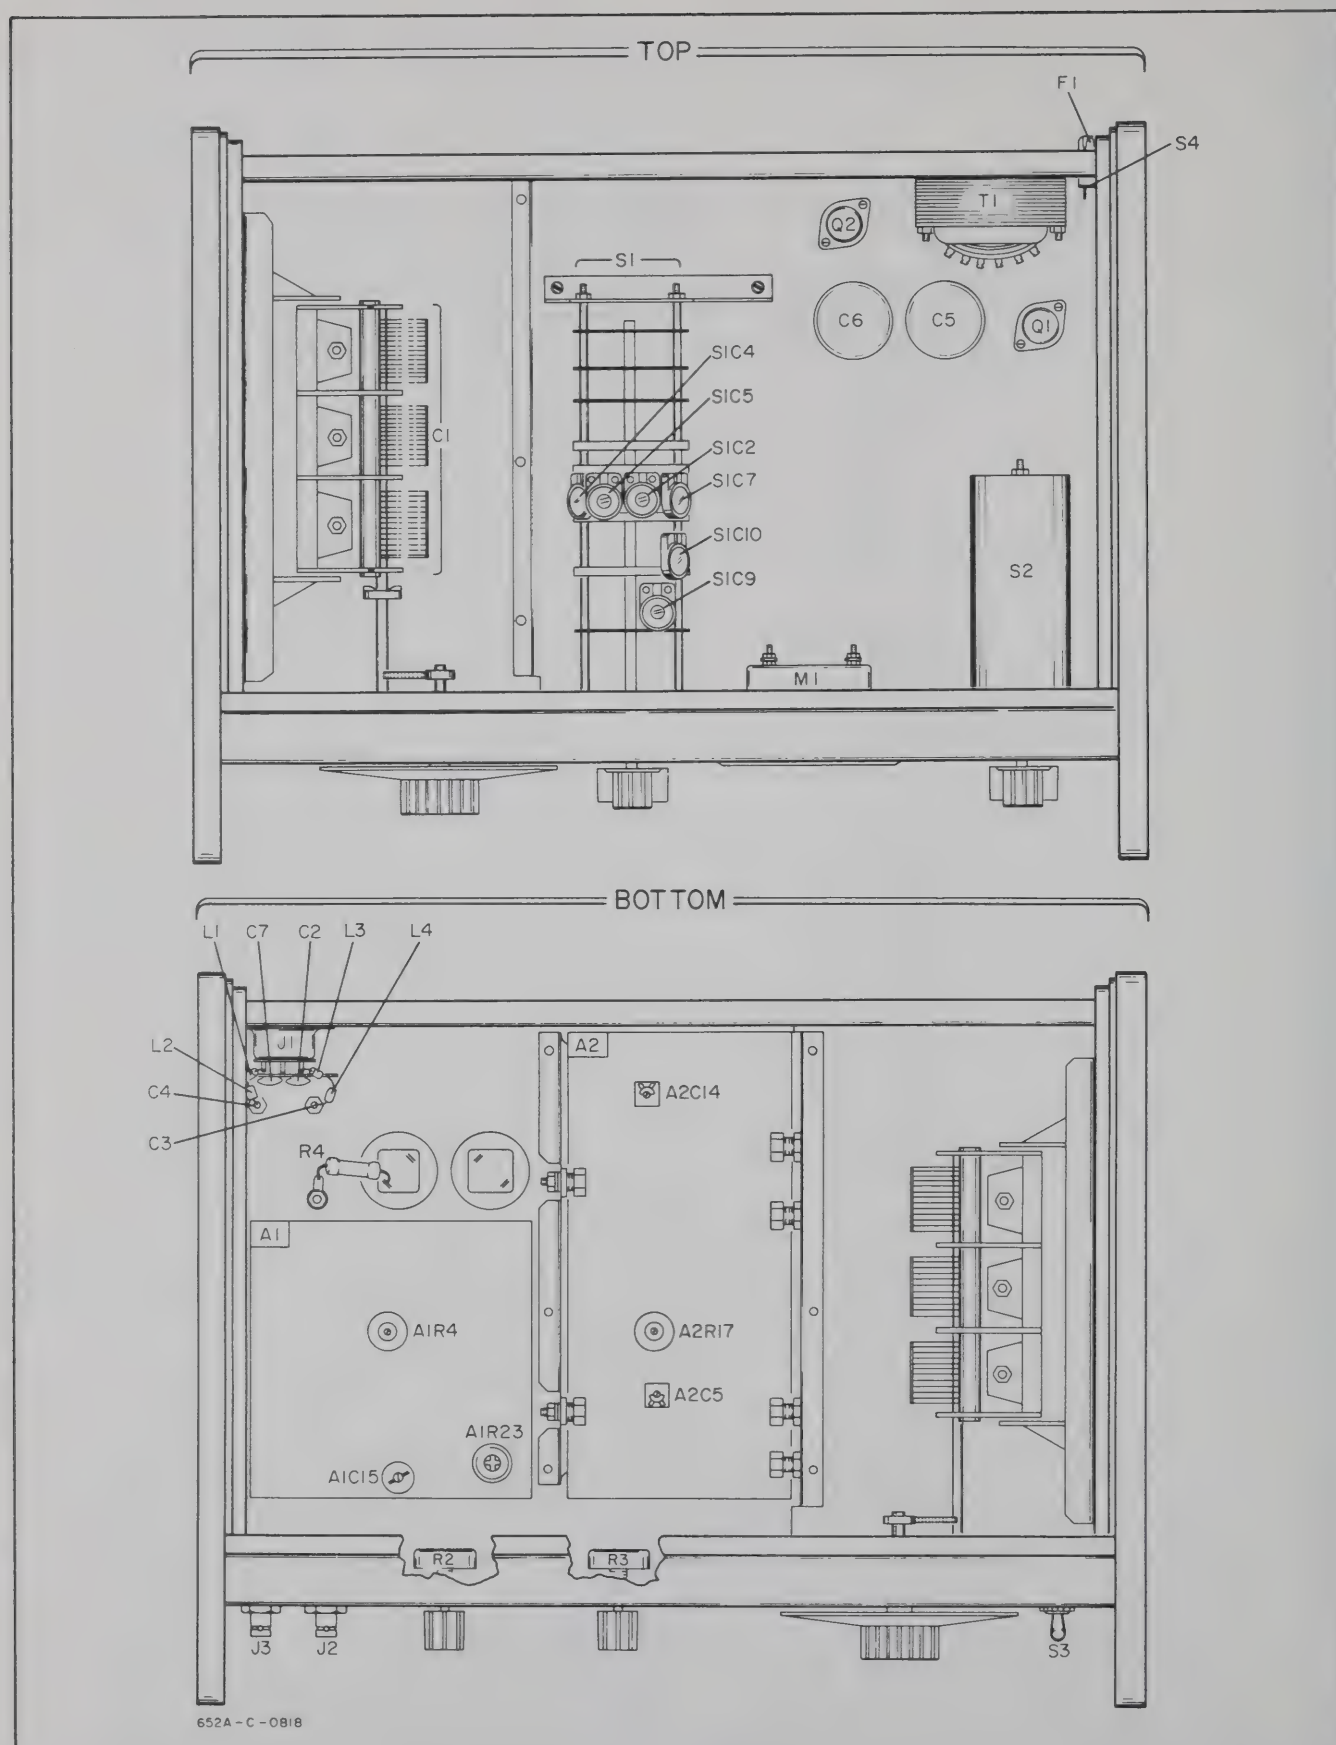 TOP
F1
S4
T1
Q2
S1
C6
C5
Q1
S1C4
S1C5
C1
S1C2
S1C7
S1C10
S1C9
S2
M1
BOTTOM
L1
C7
C2
L3
L4
J1
L2
A2
C4
A2C14
C3
R4
A1
A1R4
A2R17
A2C5
A1R23
A1C15
R2
R3
J3
J2
S3
652A-C-0818